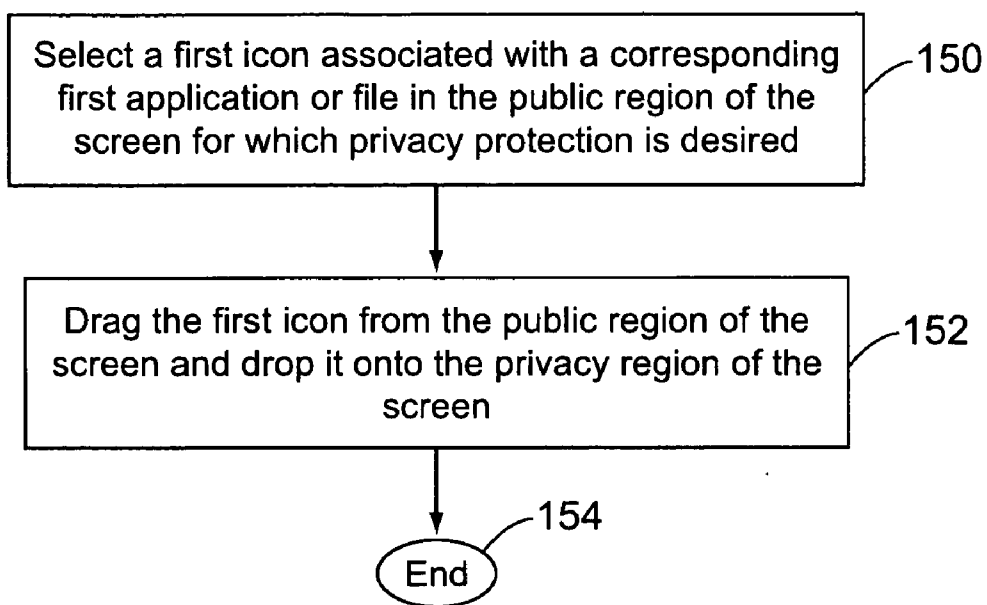 Select a first icon associated with a corresponding
first application or file in the public region of the
screen for which privacy protection is desired
150
Drag the first icon from the public region of the
screen and drop it onto the privacy region of the
screen
152
154
End